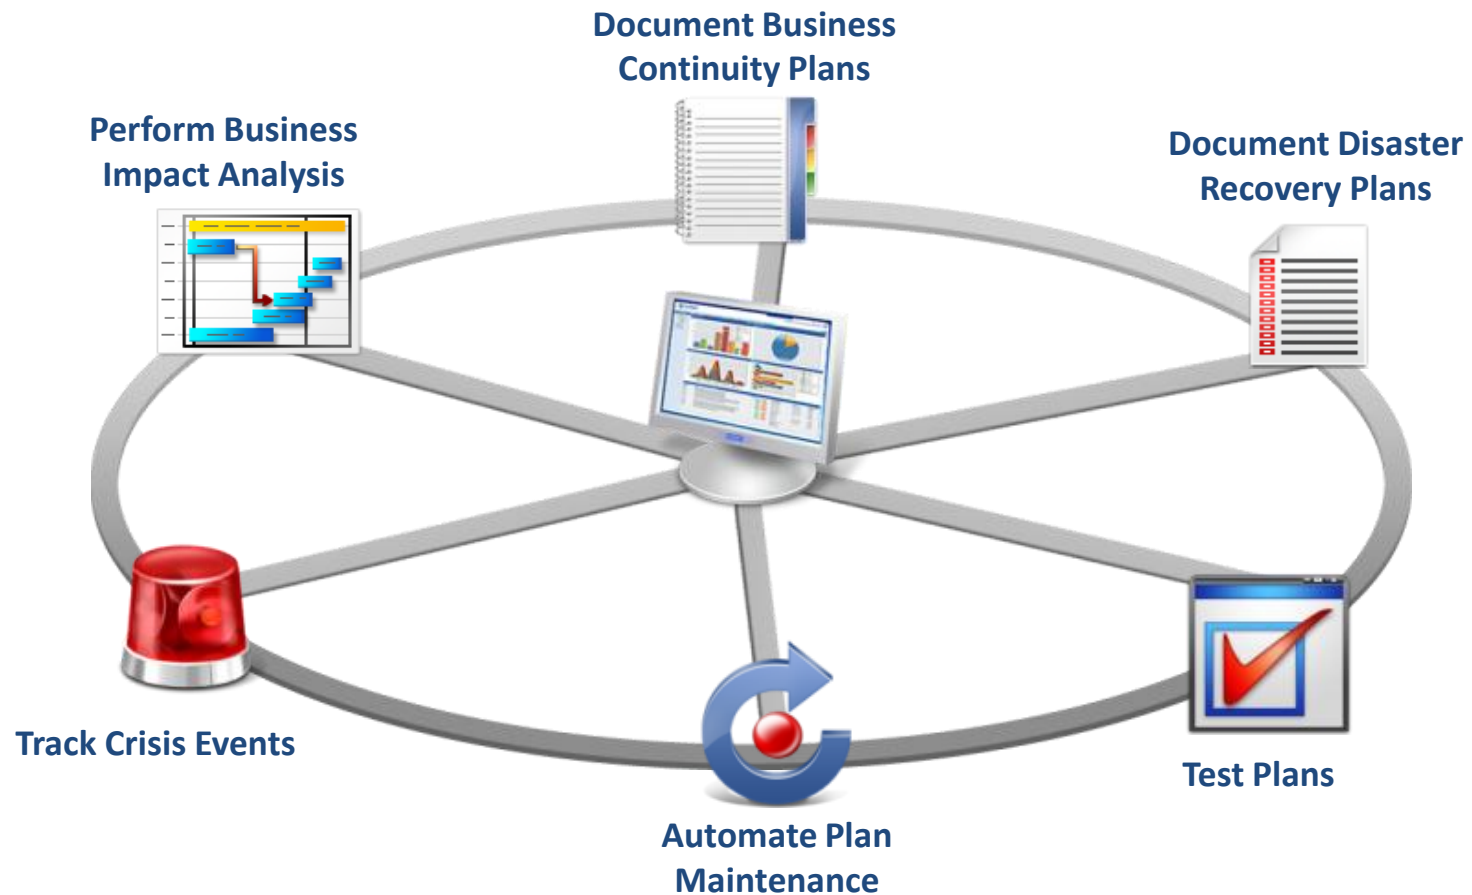 Document Business
Continuity Plans
Perform Business
Impact Analysis
Document Disaster
Recovery Plans
Track Crisis Events
Test Plans
Automate Plan
Maintenance